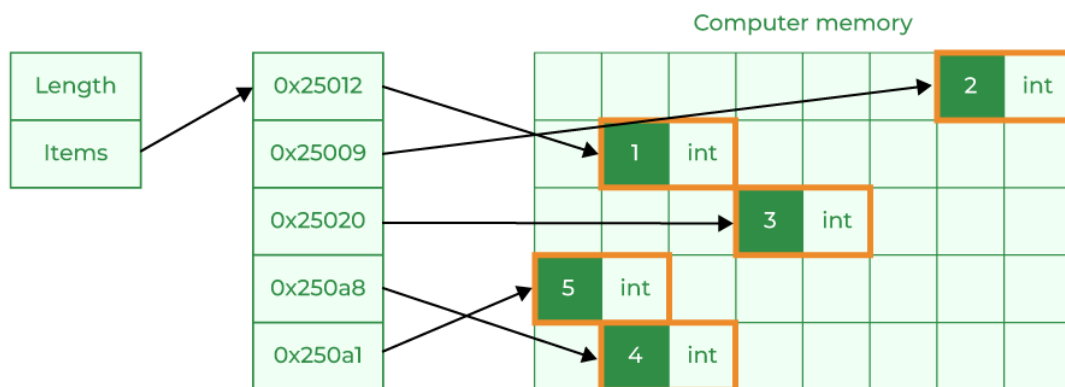 Computer memory
Length
Items
0x25012
0x25009
0x25020
0x250a8
0x250a1
2 int
1 int
3 int
5 int
4 int